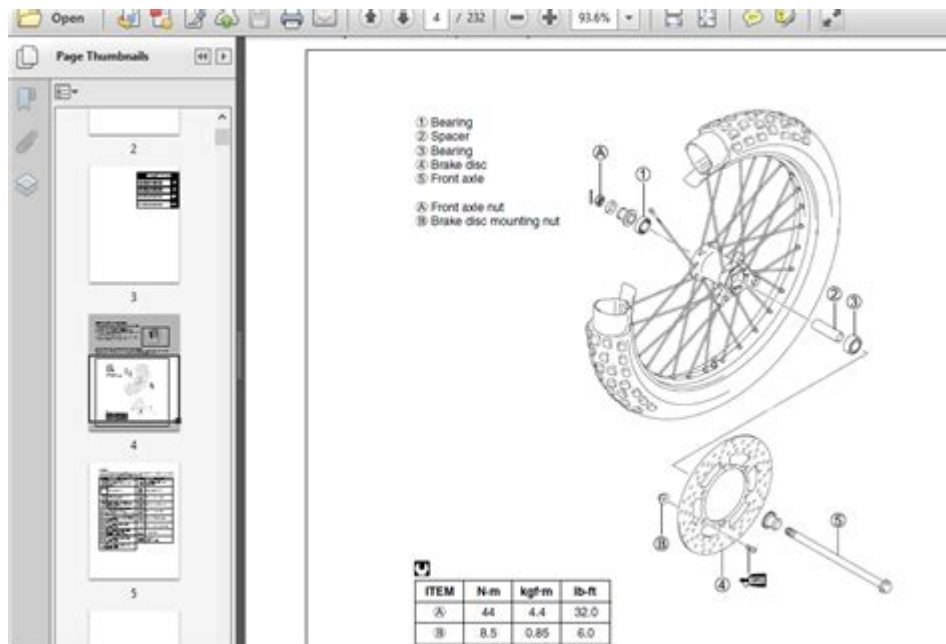 Open
4 / 232
93.6%
Page Thumbnails
2
3
4
5
① Bearing
② Spacer
③ Bearing
④ Brake disc
⑤ Front axle
Ⓐ Front axle nut
Ⓑ Brake disc mounting nut
Ⓐ
①
②
③
Ⓑ
④
⑤
ITEM N·m kgf·m lb-ft
Ⓐ 44 4.4 32.0
Ⓑ 8.5 0.85 6.0